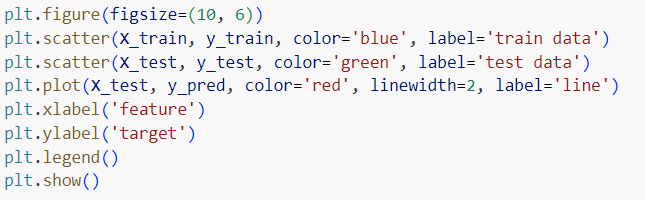 plt.figure(figsize=(10, 6))
plt.scatter(X_train, y_train, color='blue', label='train data')
plt.scatter(X_test, y_test, color='green', label='test data')
plt.plot(X_test, y_pred, color='red', linewidth=2, label='line')
plt.xlabel('feature')
plt.ylabel('target')
plt.legend()
plt.show()